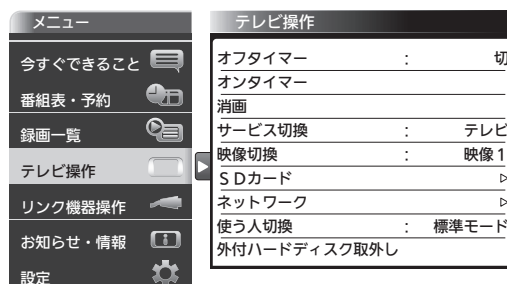 メニュー
今すぐできること
番組表・予約
録画一覧
テレビ操作
リンク機器操作
お知らせ・情報
設定
テレビ操作
オフタイマー : 切
オンタイマー
消画
サービス切換 : テレビ
映像切換 : 映像1
SDカード
ネットワーク
使う人切換 : 標準モード
外付ハードディスク取外し